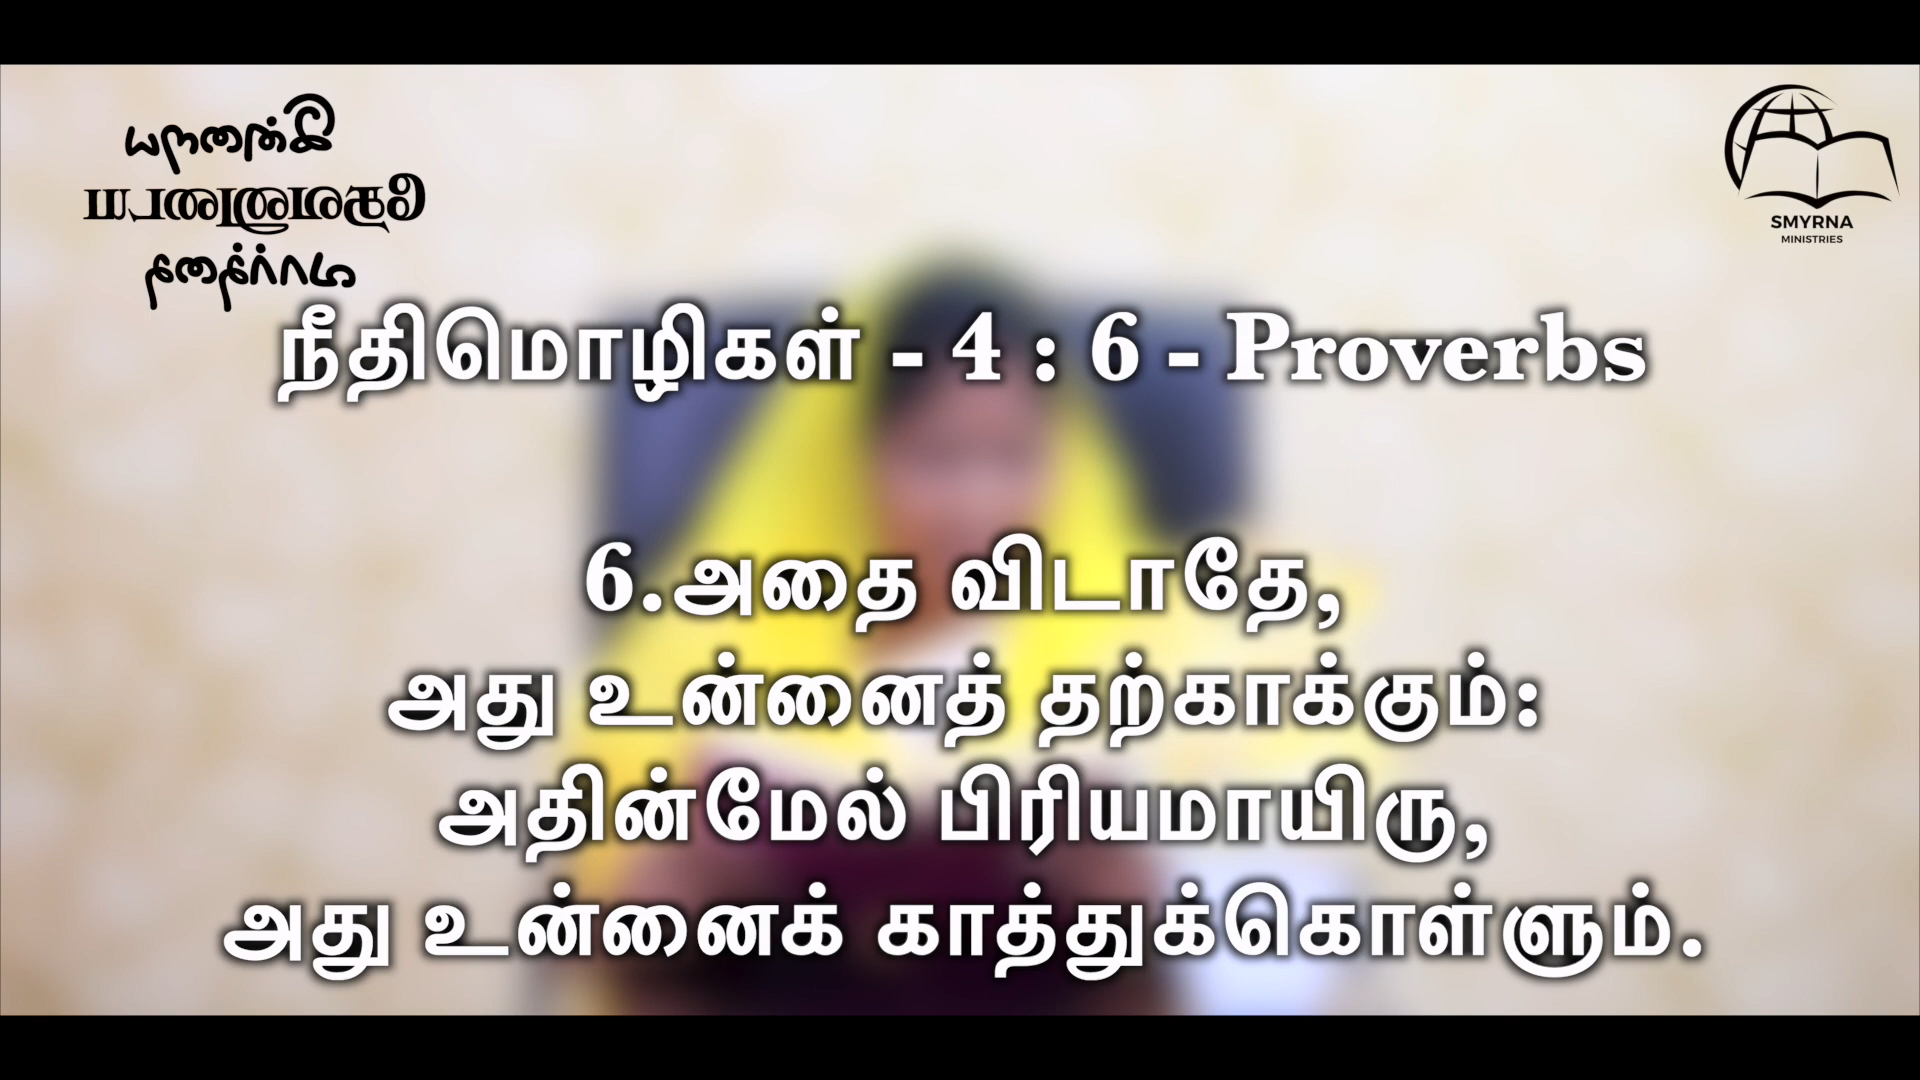 SMYRNA
MINISTRIES
நீதிமொழிகள் - 4 : 6 - Proverbs
6.அதை விடாதே,
அது உன்னைத் தற்காக்கும்:
அதின்மேல் பிரியமாயிரு,
அது உன்னைக் காத்துக்கொள்ளும்.